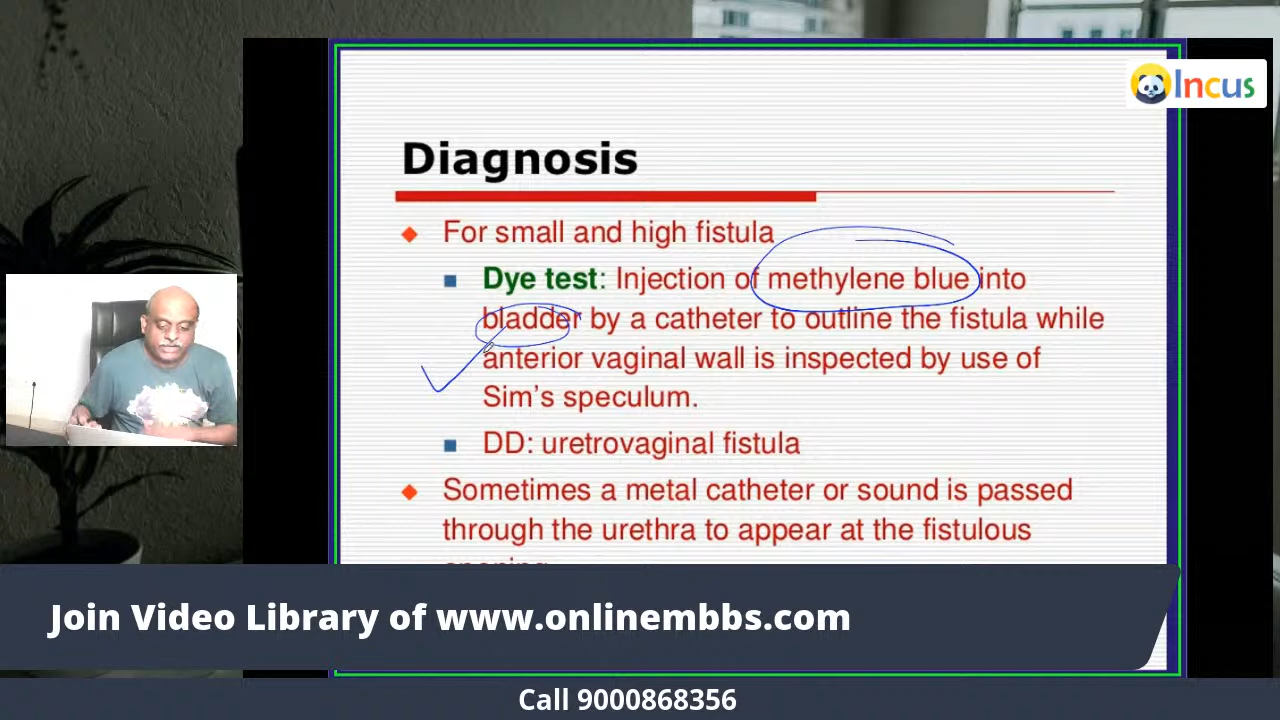 Incus
Diagnosis
For small and high fistula
Dye test: Injection of methylene blue into
bladder by a catheter to outline the fistula while
anterior vaginal wall is inspected by use of
Sim's speculum.
DD: uretrovaginal fistula
Sometimes a metal catheter or sound is passed
through the urethra to appear at the fistulous
Join Video Library of www.onlinembbs.com
Call 9000868356